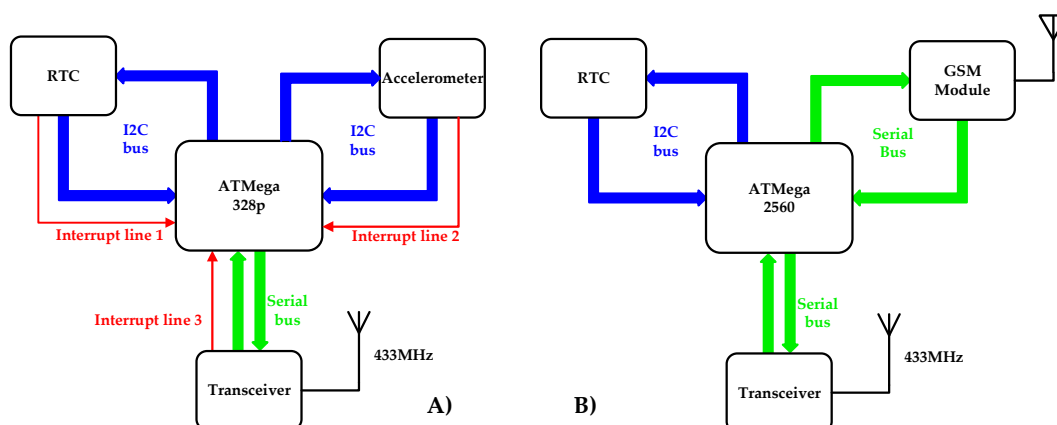 RTC
Accelerometer
I2C
bus
I2C
bus
ATMega
328p
Interrupt line 1
Interrupt line 2
Interrupt line 3
Serial
bus
433MHz
Transceiver
A)
RTC
GSM
Module
I2C
bus
Serial
Bus
ATMega
2560
Serial
bus
433MHz
Transceiver
B)